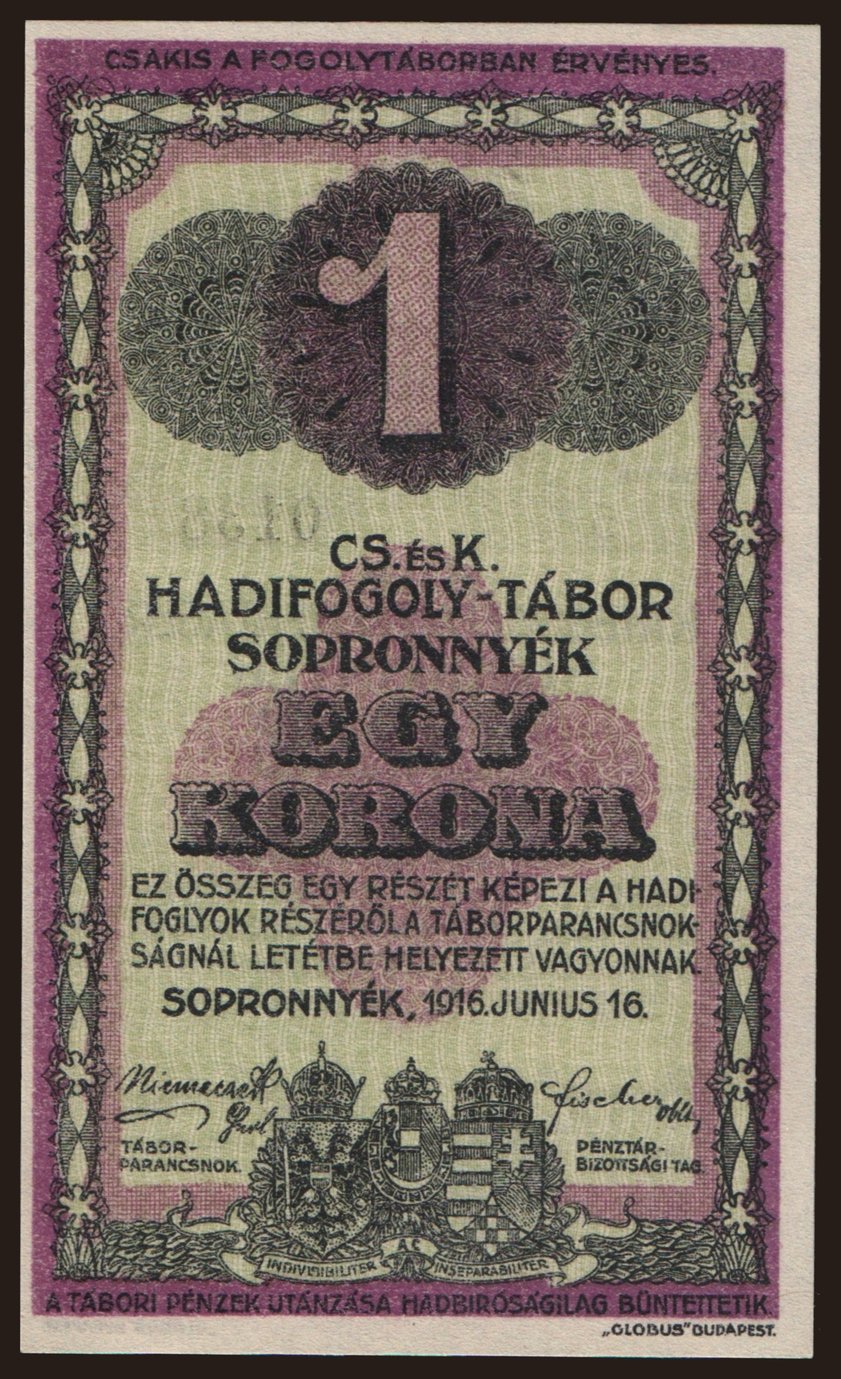 CSAKIS A FOGOLYTÁBORBAN ÉRVÉNYES.
1
CS. ÉS K.
HADIFOGOLY-TÁBOR
SOPRONNYÉK
EGY
KORONA
EZ ÖSSZEG EGY RÉSZÉT KÉPEZI A HADI-
FOGLYOK RÉSZÉRŐL A TÁBORPARANCSNOK-
SÁGNÁL LETÉTBE HELYEZETT VAGYONNAK.
SOPRONNYÉK, 1916. JUNIUS 16.
Fischer
TÁBOR-
PARANCSNOK.
PÉNZTÁR-
BIZOTTSÁGI TAG.
INDIVISIBILITER AC INSEPARABILITER
A TÁBORI PÉNZEK UTÁNZÁSA HADBIRÓSÁGILAG BÜNTETTETIK.
„GLOBUS" BUDAPEST.